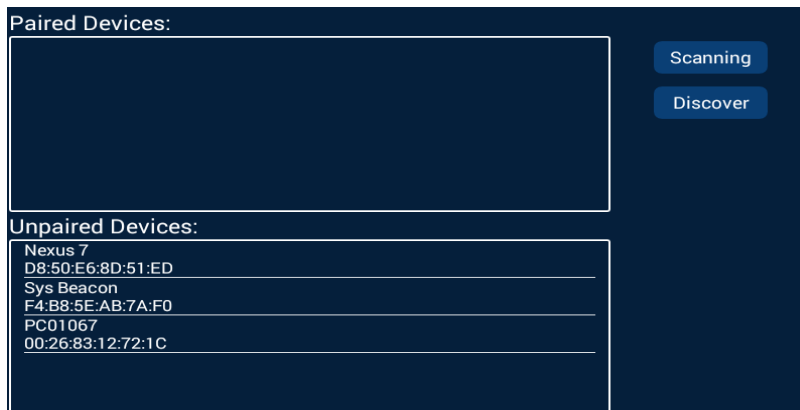 Paired Devices:
Scanning
Discover
Unpaired Devices:
Nexus 7
D8:50:E6:8D:51:ED
Sys Beacon
F4:B8:5E:AB:7A:F0
PC01067
00:26:83:12:72:1C